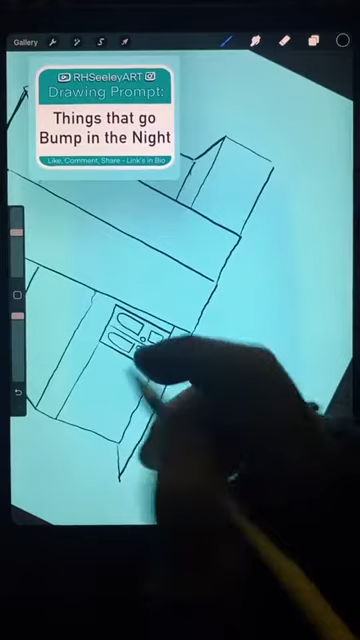 Gallery
RHSeeleyART
Drawing Prompt:
Things that go
Bump in the Night
Like, Comment, Share - Link's in Bio